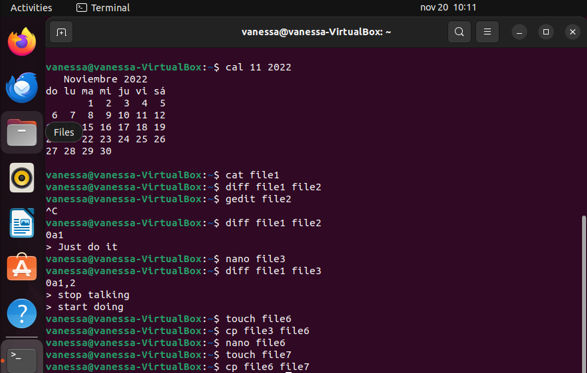 Activities
Terminal
nov 20 10:11
vanessa@vanessa-VirtualBox: ~
vanessa@vanessa-VirtualBox:~$ cal 11 2022
Noviembre 2022
do lu ma mi ju vi sá
1 2 3 4 5
6 7 8 9 10 11 12
Files
15 16 17 18 19
22 23 24 25 26
27 28 29 30
vanessa@vanessa-VirtualBox:~$ cat file1
vanessa@vanessa-VirtualBox:~$ diff file1 file2
vanessa@vanessa-VirtualBox:~$ gedit file2
^C
vanessa@vanessa-VirtualBox:~$ diff file1 file2
0a1
> Just do it
vanessa@vanessa-VirtualBox:~$ nano file3
vanessa@vanessa-VirtualBox:~$ diff file1 file3
0a1,2
> stop talking
> start doing
vanessa@vanessa-VirtualBox:~$ touch file6
vanessa@vanessa-VirtualBox:~$ cp file3 file6
vanessa@vanessa-VirtualBox:~$ nano file6
vanessa@vanessa-VirtualBox:~$ touch file7
vanessa@vanessa-VirtualBox:~$ cp file6 file7